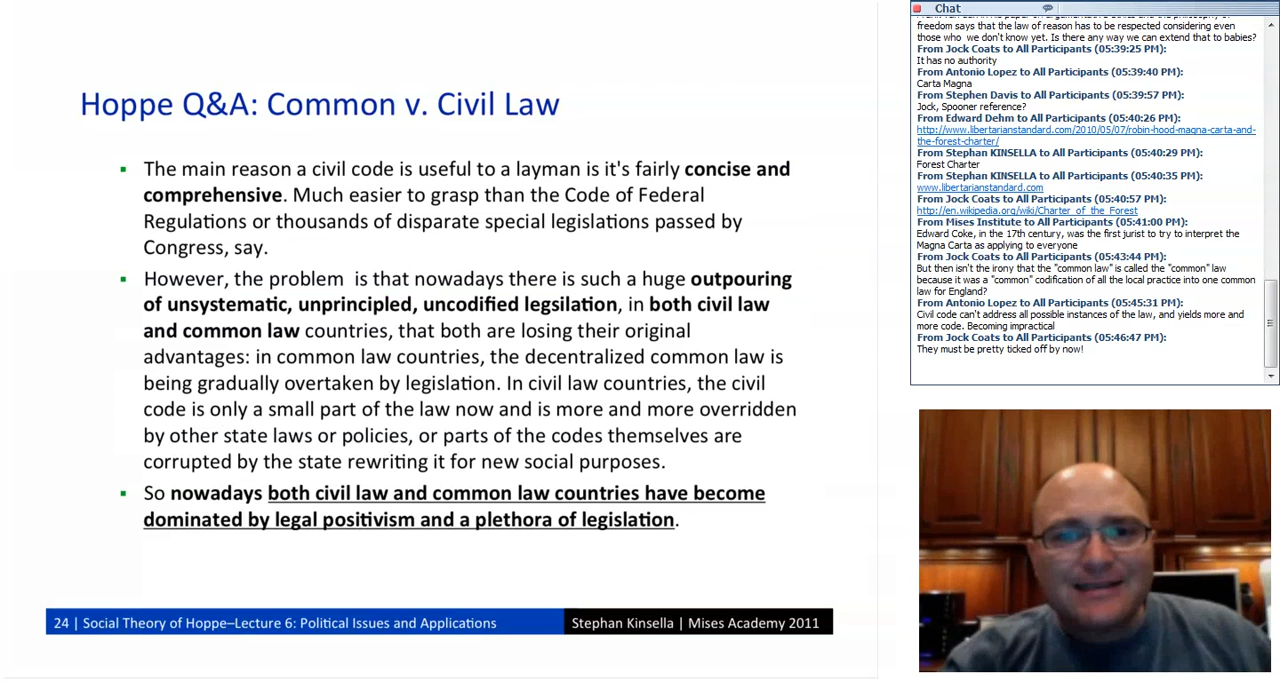 Hoppe Q&A: Common v. Civil Law
The main reason a civil code is useful to a layman is it's fairly concise and
comprehensive. Much easier to grasp than the Code of Federal
Regulations or thousands of disparate special legislations passed by
Congress, say.
However, the problem  is that nowadays there is such a huge outpouring
of unsystematic, unprincipled, uncodified legsilation, in both civil law
and common law countries, that both are losing their original
advantages: in common law countries, the decentralized common law is
being gradually overtaken by legislation. In civil law countries, the civil
code is only a small part of the law now and is more and more overridden
by other state laws or policies, or parts of the codes themselves are
corrupted by the state rewriting it for new social purposes.
So nowadays both civil law and common law countries have become
dominated by legal positivism and a plethora of legislation.
24 | Social Theory of Hoppe–Lecture 6: Political Issues and Applications
Stephan Kinsella | Mises Academy 2011
Chat
freedom says that the law of reason has to be respected considering even
those who  we don't know yet. Is there any way we can extend that to babies?
From Jock Coats to All Participants (05:39:25 PM):
It has no authority
From Antonio Lopez to All Participants (05:39:40 PM):
Carta Magna
From Stephen Davis to All Participants (05:39:57 PM):
Jock, Spooner reference?
From Edward Dehm to All Participants (05:40:26 PM):
http://www.libertarianstandard.com/2010/05/07/robin-hood-magna-carta-and-
the-forest-charter/
From Stephan KINSELLA to All Participants (05:40:29 PM):
Forest Charter
From Stephan KINSELLA to All Participants (05:40:35 PM):
www.libertarianstandard.com
From Jock Coats to All Participants (05:40:57 PM):
http://en.wikipedia.org/wiki/Charter_of_the_Forest
From Mises Institute to All Participants (05:41:00 PM):
Edward Coke, in the 17th century, was the first jurist to try to interpret the
Magna Carta as applying to everyone
From Jock Coats to All Participants (05:43:44 PM):
But then isn't the irony that the "common law" is called the "common" law
because it was a "common" codification of all the local practice into one common
law for England?
From Antonio Lopez to All Participants (05:45:31 PM):
Civil code can't address all possible instances of the law, and yields more and
more code. Becoming impractical
From Jock Coats to All Participants (05:46:47 PM):
They must be pretty ticked off by now!